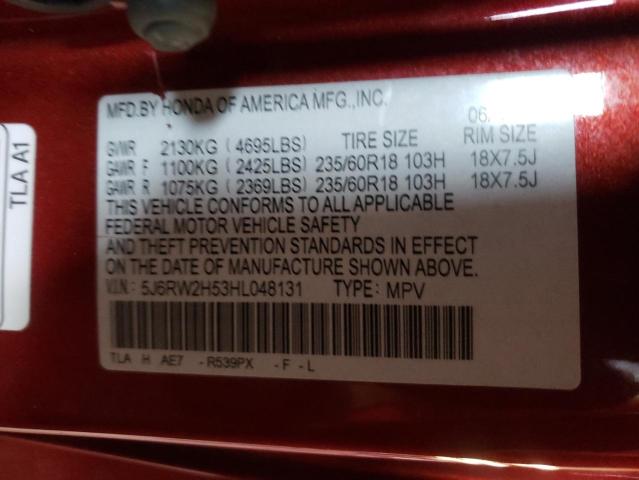 MFD.BY HONDA OF AMERICA MFG.,INC. 06/
GVWR 2130KG ( 4695LBS) TIRE SIZE RIM SIZE
GAWR F 1100KG ( 2425LBS) 235/60R18 103H 18X7.5J
GAWR R 1075KG ( 2369LBS) 235/60R18 103H 18X7.5J
THIS VEHICLE CONFORMS TO ALL APPLICABLE
FEDERAL MOTOR VEHICLE SAFETY
AND THEFT PREVENTION STANDARDS IN EFFECT
ON THE DATE OF MANUFACTURE SHOWN ABOVE.
V.I.N.: 5J6RW2H53HL048131 TYPE: MPV
TLA H AE7 -R539PX -F-L
TLA A1